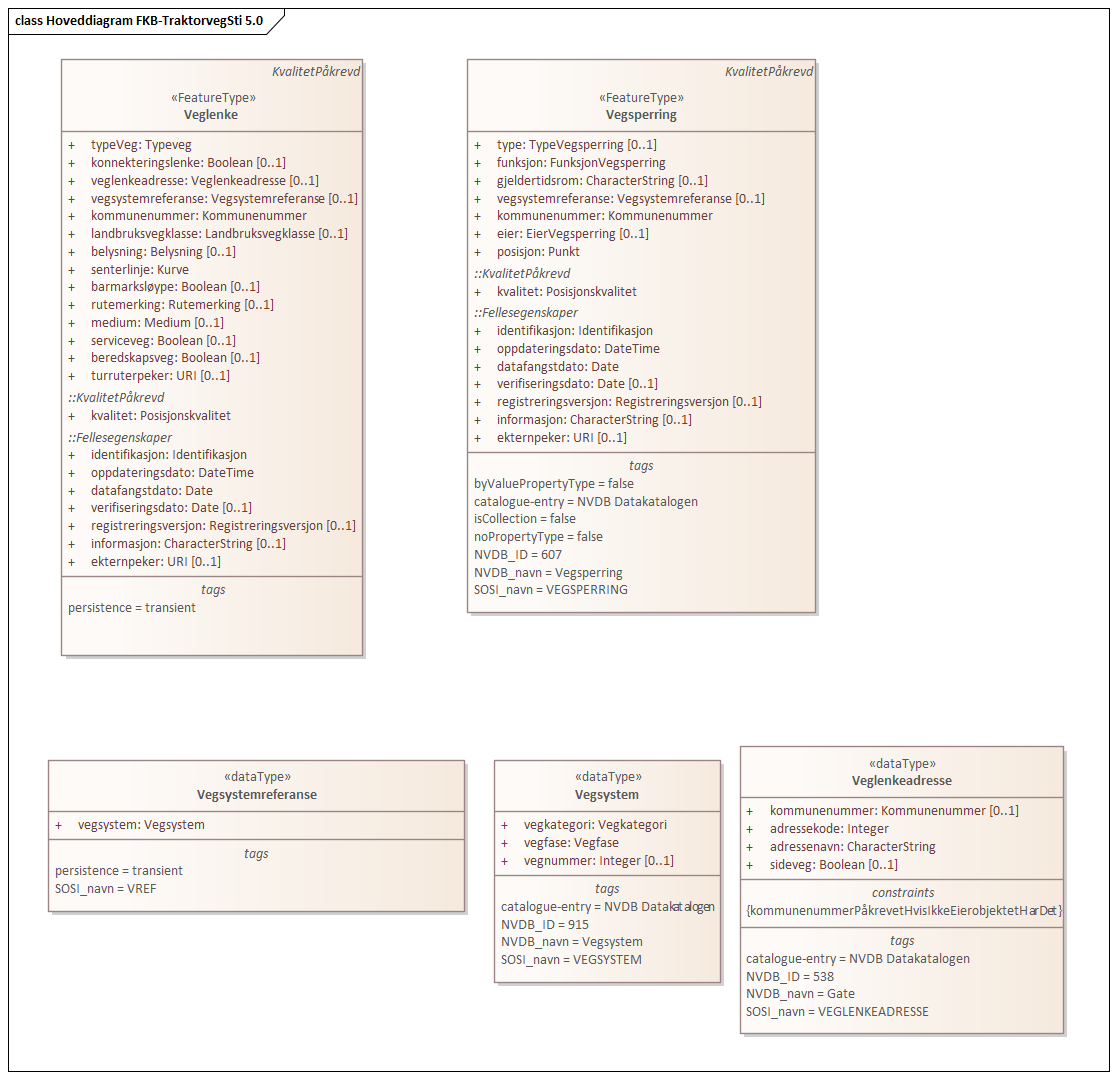 class Hoveddiagram FKB-TraktorvegSti 5.0
KvalitetPåkrevd
«FeatureType»
Veglenke
+ typeVeg: Typeveg
+ konnekteringslenke: Boolean [0..1]
+ veglenkeadresse: Veglenkeadresse [0..1]
+ vegsystemreferanse: Vegsystemreferanse [0..1]
+ kommunenummer: Kommunenummer
+ landbruksvegklasse: Landbruksvegklasse [0..1]
+ belysning: Belysning [0..1]
+ senterlinje: Kurve
+ barmarksløype: Boolean [0..1]
+ rutemerking: Rutemerking [0..1]
+ medium: Medium [0..1]
+ serviceveg: Boolean [0..1]
+ beredskapsveg: Boolean [0..1]
+ turruterpeker: URI [0..1]
::KvalitetPåkrevd
+ kvalitet: Posisjonskvalitet
::Fellesegenskaper
+ identifikasjon: Identifikasjon
+ oppdateringsdato: DateTime
+ datafangstdato: Date
+ verifiseringsdato: Date [0..1]
+ registreringsversjon: Registreringsversjon [0..1]
+ informasjon: CharacterString [0..1]
+ ekternpeker: URI [0..1]
tags
persistence = transient
KvalitetPåkrevd
«FeatureType»
Vegsperring
+ type: TypeVegsperring [0..1]
+ funksjon: FunksjonVegsperring
+ gjeldertidsrom: CharacterString [0..1]
+ vegsystemreferanse: Vegsystemreferanse [0..1]
+ kommunenummer: Kommunenummer
+ eier: EierVegsperring [0..1]
+ posisjon: Punkt
::KvalitetPåkrevd
+ kvalitet: Posisjonskvalitet
::Fellesegenskaper
+ identifikasjon: Identifikasjon
+ oppdateringsdato: DateTime
+ datafangstdato: Date
+ verifiseringsdato: Date [0..1]
+ registreringsversjon: Registreringsversjon [0..1]
+ informasjon: CharacterString [0..1]
+ ekternpeker: URI [0..1]
tags
byValuePropertyType = false
catalogue-entry = NVDB Datakatalogen
isCollection = false
noPropertyType = false
NVDB_ID = 607
NVDB_navn = Vegsperring
SOSI_navn = VEGSPERRING
«dataType»
Vegsystemreferanse
+ vegsystem: Vegsystem
tags
persistence = transient
SOSI_navn = VREF
«dataType»
Vegsystem
+ vegkategori: Vegkategori
+ vegfase: Vegfase
+ vegnummer: Integer [0..1]
tags
catalogue-entry = NVDB Datakatalogen
NVDB_ID = 915
NVDB_navn = Vegsystem
SOSI_navn = VEGSYSTEM
«dataType»
Veglenkeadresse
+ kommunenummer: Kommunenummer [0..1]
+ adressekode: Integer
+ adressenavn: CharacterString
+ sideveg: Boolean [0..1]
constraints
{kommunenummerPåkrevetHvisIkkeEierobjektetHarDet}
tags
catalogue-entry = NVDB Datakatalogen
NVDB_ID = 538
NVDB_navn = Gate
SOSI_navn = VEGLENKEADRESSE